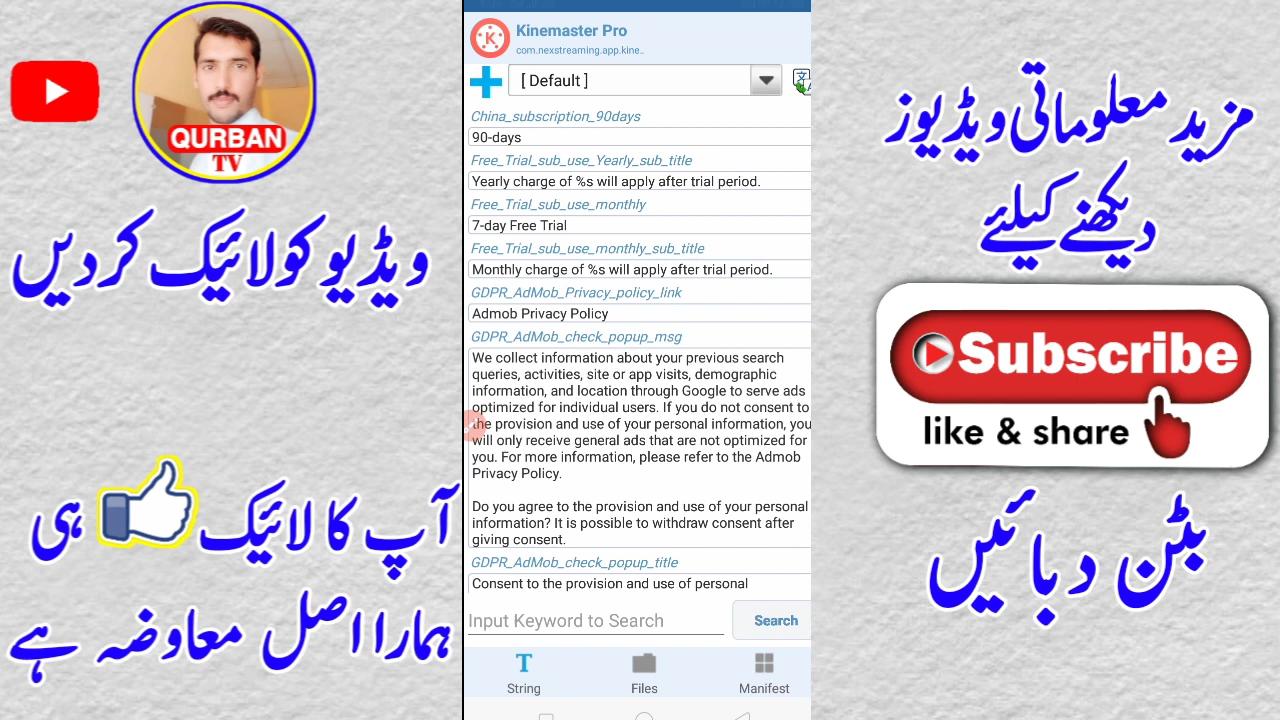 QURBAN
TV
ویڈیو کو لائیک کر دیں
آپ کا لائیک ہی
ہمارا اصل معاوضہ ہے
Kinemaster Pro
com.nexstreaming.app.kine..
[ Default ]
China_subscription_90days
90-days
Free_Trial_sub_use_Yearly_sub_title
Yearly charge of %s will apply after trial period.
Free_Trial_sub_use_monthly
7-day Free Trial
Free_Trial_sub_use_monthly_sub_title
Monthly charge of %s will apply after trial period.
GDPR_AdMob_Privacy_policy_link
Admob Privacy Policy
GDPR_AdMob_check_popup_msg
We collect information about your previous search
queries, activities, site or app visits, demographic
information, and location through Google to serve ads
optimized for individual users. If you do not consent to
the provision and use of your personal information, you
will only receive general ads that are not optimized for
you. For more information, please refer to the Admob
Privacy Policy.
Do you agree to the provision and use of your personal
information? It is possible to withdraw consent after
giving consent.
GDPR_AdMob_check_popup_title
Consent to the provision and use of personal
Input Keyword to Search
Search
T
String
Files
Manifest
مزید معلوماتی ویڈیوز
دیکھنے کیلئے
Subscribe
like & share
بٹن دبائیں